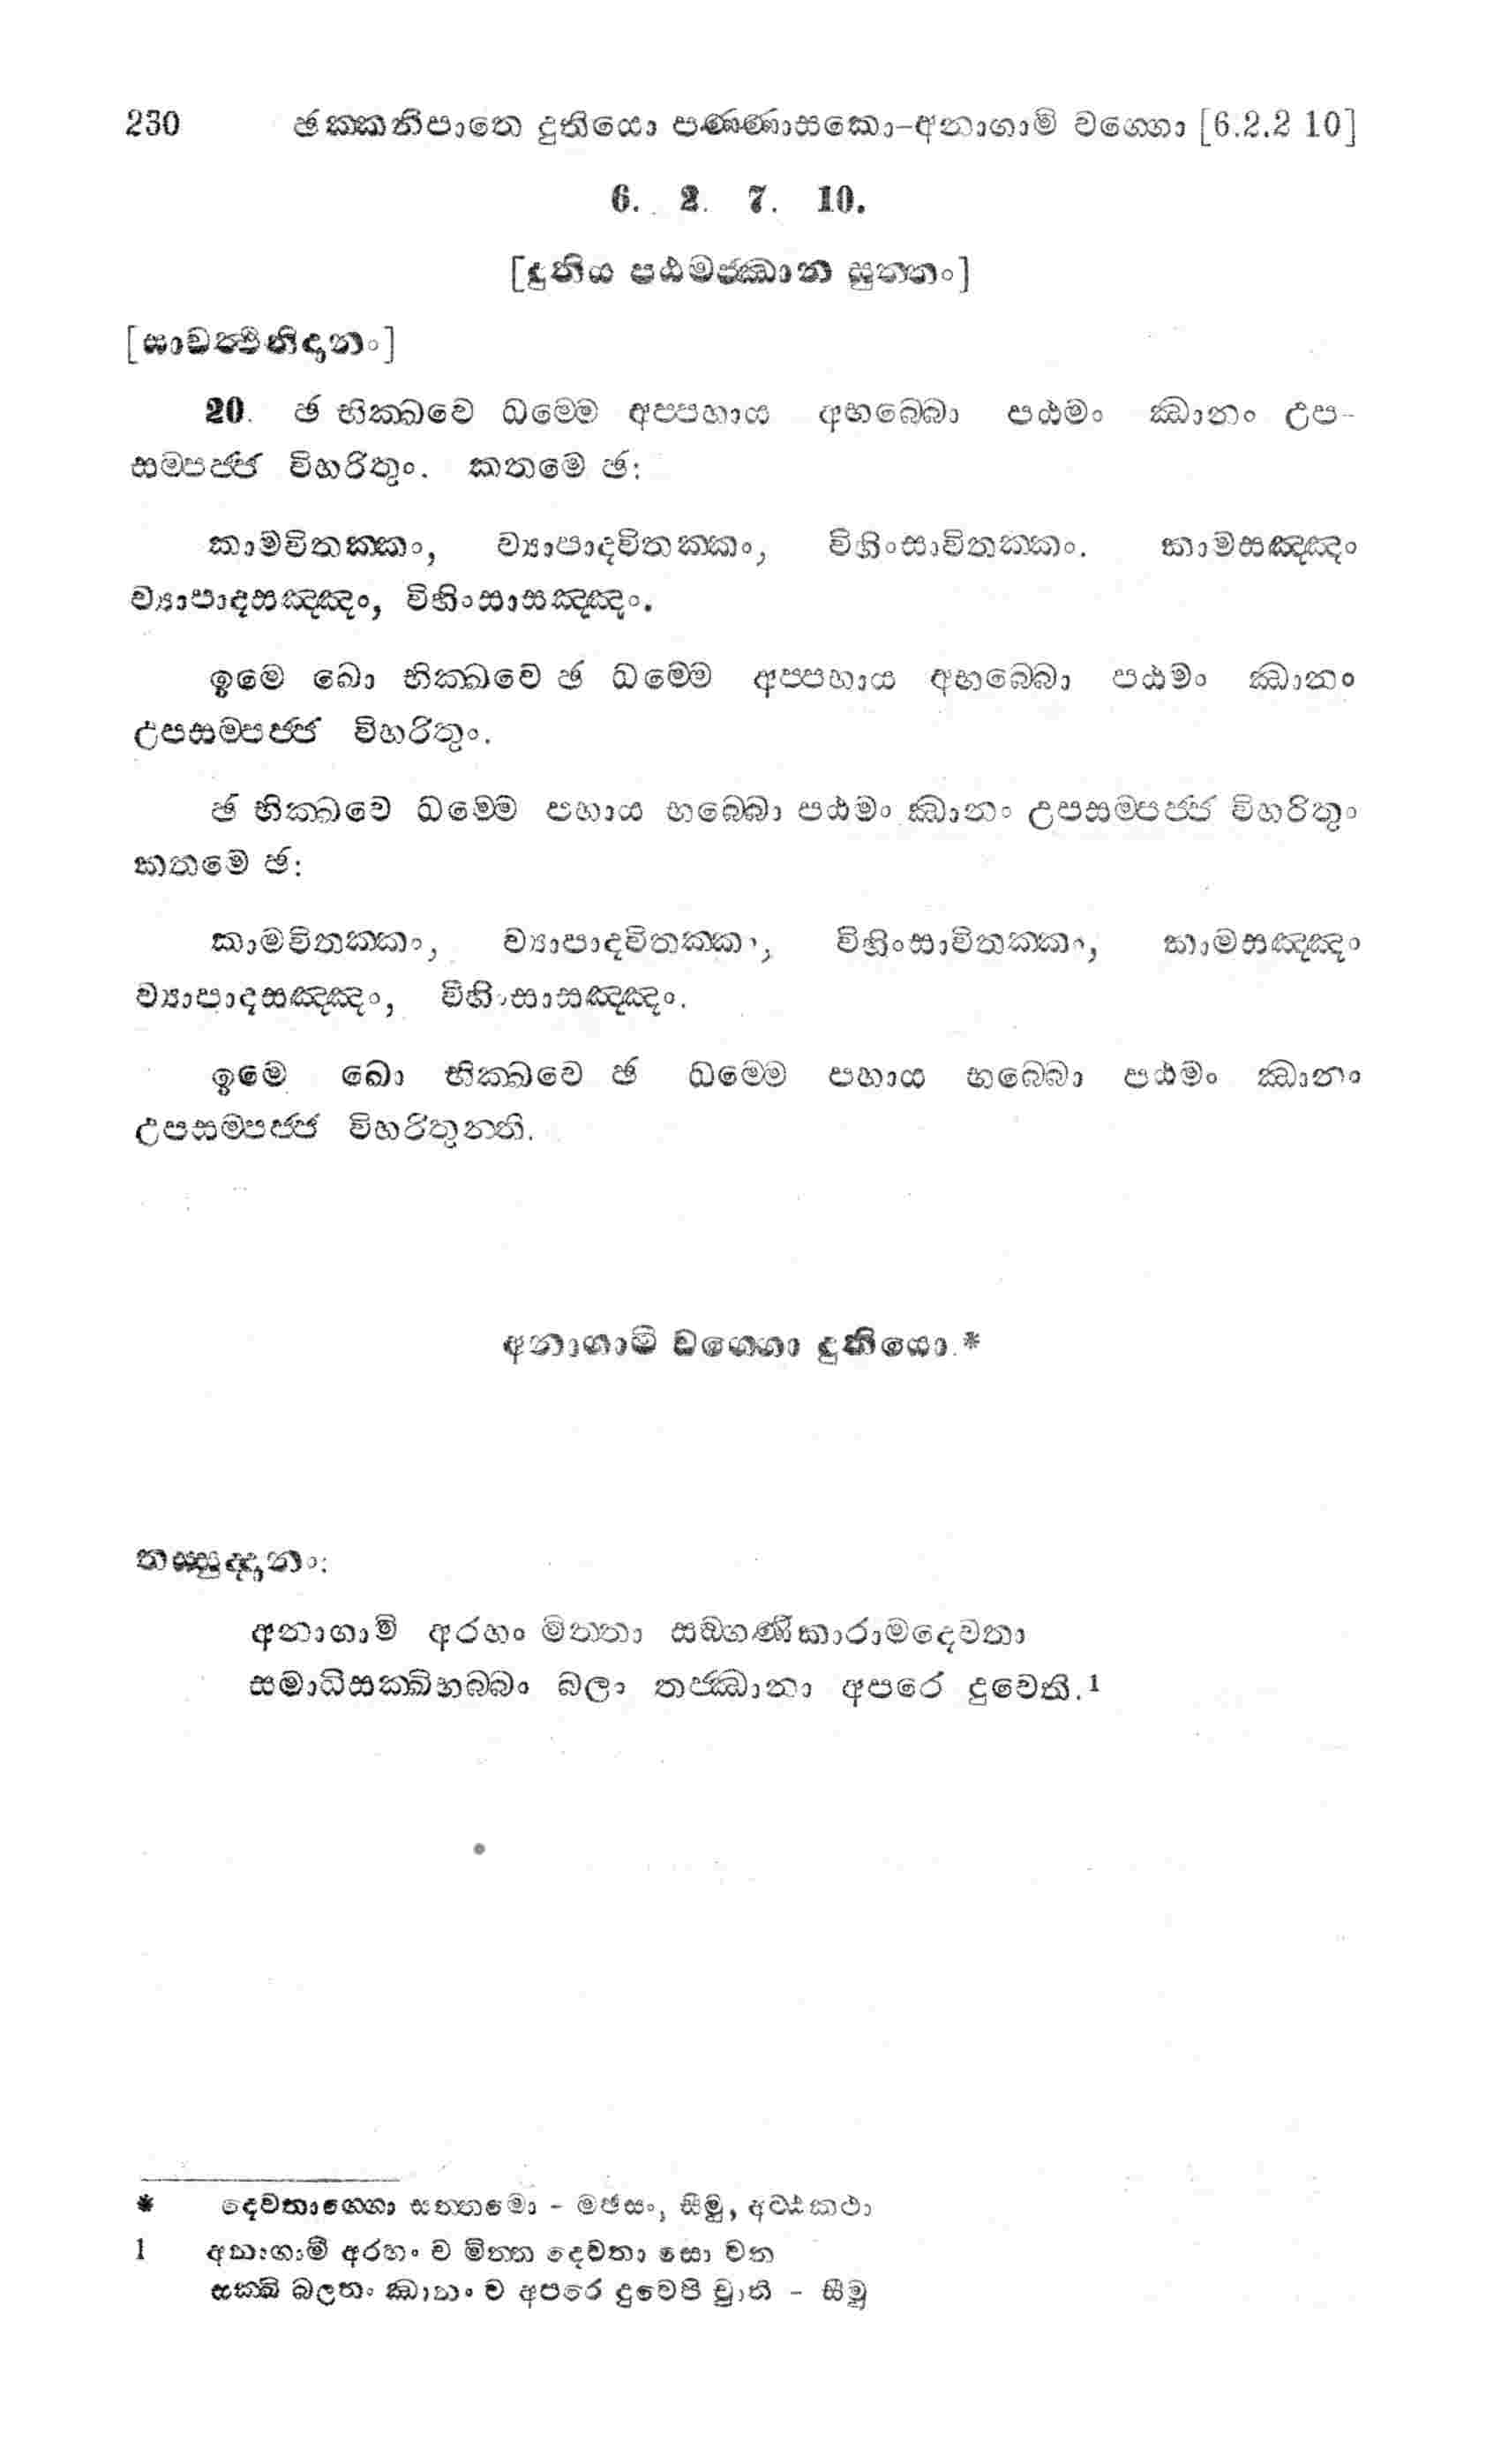 230 ඡක්කනිපාතෙ දුතියො පණ්ණාසකො-අනාගාමි වග්ගො [6.2.2 10]
6. 2. 7. 10.
[දුතිය පඨමජ්ඣාන සුත්තං]
[සාවත්ථිනිදානං]
20. ඡ භික්ඛවෙ ධම්මෙ අප්පහාය අභබ්බො පඨමං ඣානං උප-
සම්පජ්ජ විහරිතුං. කතමෙ ඡ:
කාමවිතක්කං, ව්‍යාපාදවිතක්කං, විහිංසාවිතක්කං. කාමසඤ්ඤං
ව්‍යාපාදසඤ්ඤං, විහිංසාසඤ්ඤං.
ඉමෙ ඛො භික්ඛවෙ ඡ ධම්මෙ අප්පහාය අභබ්බො පඨමං ඣානං
උපසම්පජ්ජ විහරිතුං.
ඡ භික්ඛවෙ ධම්මෙ පහාය භබ්බො පඨමං ඣානං උපසම්පජ්ජ විහරිතුං
කතමෙ ඡ:
කාමවිතක්කං, ව්‍යාපාදවිතක්කං, විහිංසාවිතක්කං, කාමසඤ්ඤං
ව්‍යාපාදසඤ්ඤං, විහිංසාසඤ්ඤං.
ඉමෙ ඛො භික්ඛවෙ ඡ ධම්මෙ පහාය භබ්බො පඨමං ඣානං
උපසම්පජ්ජ විහරිතුන්ති.
අනාගාමි වග්ගො දුතියො.*
තස්සුද්දානං:
අනාගාමි අරහං මිත්තා සඞ්ගණිකාරාමදෙවතා
සමාධිසක්ඛිභබ්බං බලා තජ්ඣානා අපරෙ දුවෙති.1
* දෙවතාවග්ගො සත්තමො - මඡසං, සීමු, අට්ඨකථා
1 අනාගාමි අරහං ච මිත්ත දෙවතා සො වත
සක්ඛි බලතං ඣානං ච අපරෙ දුවෙපි චාති - සීමු